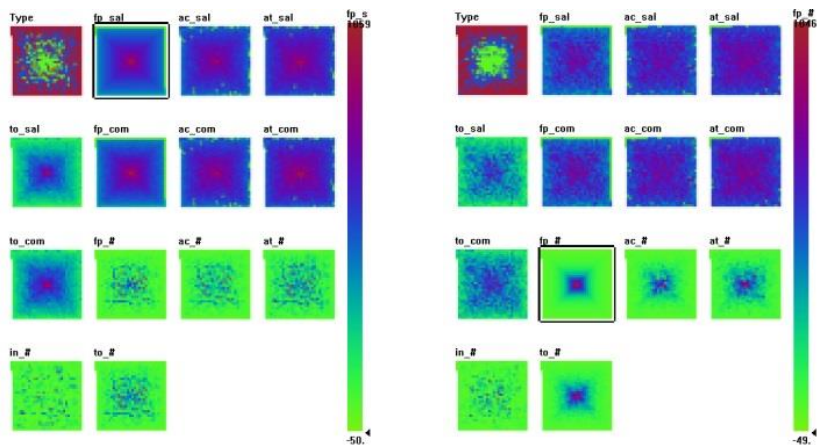 Type fp_sal ac_sal at_sal fp_s
1059
to_sal fp_com ac_com at_com
to_com fp_# ac_# at_#
in_# to_#
-50.
Type fp_sal ac_sal at_sal fp_#
1046
to_sal fp_com ac_com at_com
to_com fp_# ac_# at_#
in_# to_#
-49.